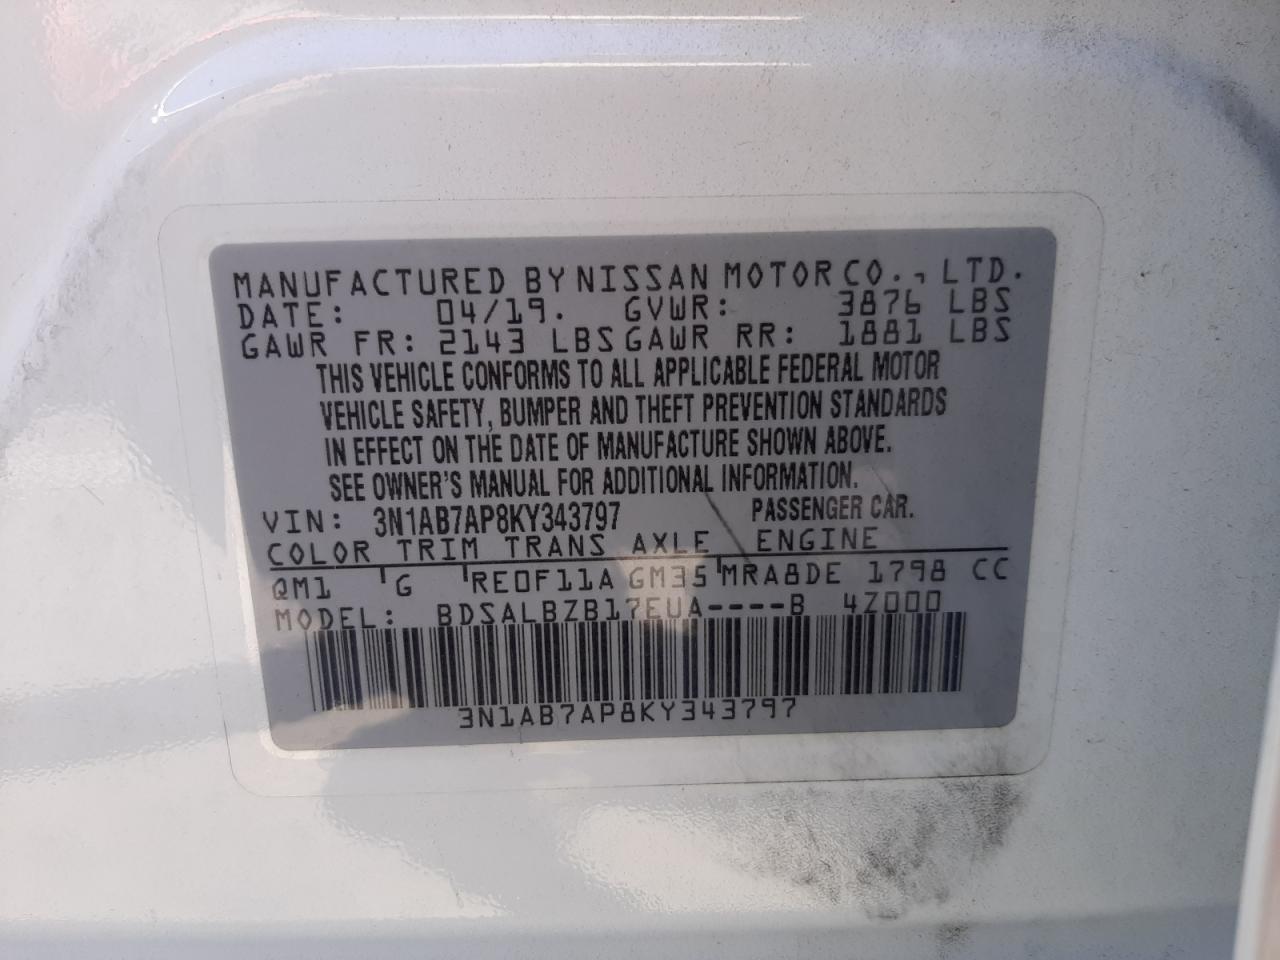 MANUFACTURED BY NISSAN MOTOR CO., LTD.
DATE: 04/19. GVWR: 3876 LBS
GAWR FR: 2143 LBS GAWR RR: 1881 LBS
THIS VEHICLE CONFORMS TO ALL APPLICABLE FEDERAL MOTOR
VEHICLE SAFETY, BUMPER AND THEFT PREVENTION STANDARDS
IN EFFECT ON THE DATE OF MANUFACTURE SHOWN ABOVE.
SEE OWNER'S MANUAL FOR ADDITIONAL INFORMATION.
VIN: 3N1AB7AP8KY343797 PASSENGER CAR.
COLOR TRIM TRANS AXLE ENGINE
QM1 G RE0F11A GM35 MRA8DE 1798 CC
MODEL: BDSALBZB17EUA----B 4Z000
3N1AB7AP8KY343797